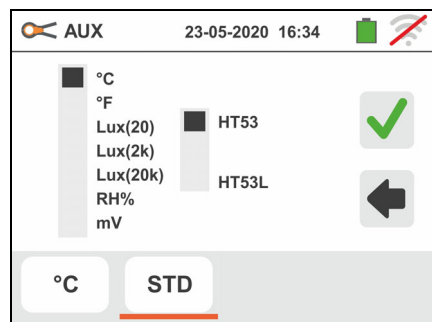 AUX 23-05-2020 16:34
°C
°F
Lux(20)
HT53
Lux(2k)
Lux(20k)
HT53L
RH%
mV
°C STD